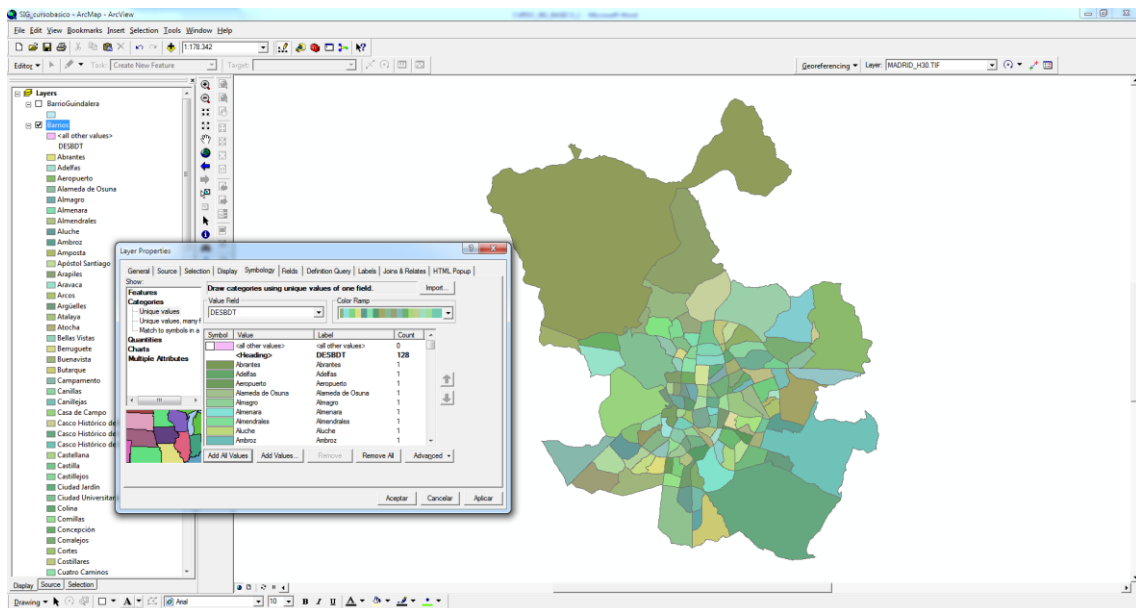 SIG_cursobasico - ArcMap - ArcView
File Edit View Bookmarks Insert Selection Tools Window Help
1:178.342
Editor Task: Create New Feature Target:
Georeferencing Layer: MADRID_H30.TIF
Layers
BarrioGuindalera
Barrios
<all other values>
DESBDT
Abrantes
Adelfas
Aeropuerto
Alameda de Osuna
Almagro
Almenara
Almendrales
Aluche
Ambroz
Amposta
Apóstol Santiago
Arapiles
Aravaca
Arcos
Argüelles
Atalaya
Atocha
Bellas Vistas
Berruguete
Buenavista
Butarque
Campamento
Canillas
Canillejas
Casa de Campo
Casco Histórico de
Casco Histórico de
Casco Histórico de
Castellana
Castilla
Castillejos
Ciudad Jardín
Ciudad Universitar
Colina
Comillas
Concepción
Corralejos
Cortes
Costillares
Cuatro Caminos
Display Source Selection
Layer Properties
General Source Selection Display Symbology Fields Definition Query Labels Joins & Relates HTML Popup
Show:
Features
Categories
Unique values
Unique values, many f
Match to symbols in a
Quantities
Charts
Multiple Attributes
Draw categories using unique values of one field.
Import...
Value Field
DESBDT
Color Ramp
Symbol Value Label Count
<all other values> <all other values> 0
<Heading> DESBDT 128
Abrantes Abrantes 1
Adelfas Adelfas 1
Aeropuerto Aeropuerto 1
Alameda de Osuna Alameda de Osuna 1
Almagro Almagro 1
Almenara Almenara 1
Almendrales Almendrales 1
Aluche Aluche 1
Ambroz Ambroz 1
Add All Values Add Values... Remove Remove All Advanced
Aceptar Cancelar Aplicar
Drawing A Arial 10 B I U A